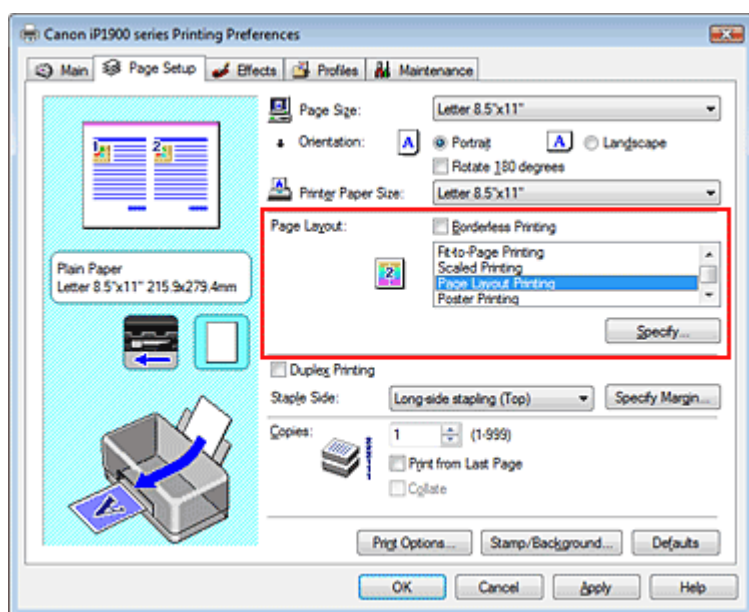 Canon iP1900 series Printing Preferences
Main Page Setup Effects Profiles Maintenance
Page Size: Letter 8.5"x11"
Orientation: A Portrait A Landscape
Rotate 180 degrees
Printer Paper Size: Letter 8.5"x11"
Page Layout: Borderless Printing
Fit-to-Page Printing
Scaled Printing
Page Layout Printing
Poster Printing
2
Specify...
1 2
Plain Paper
Letter 8.5"x11" 215.9x279.4mm
Duplex Printing
Staple Side: Long-side stapling (Top) Specify Margin...
Copies: 1 (1-999)
Print from Last Page
Collate
A
Print Options... Stamp/Background... Defaults
OK Cancel Apply Help